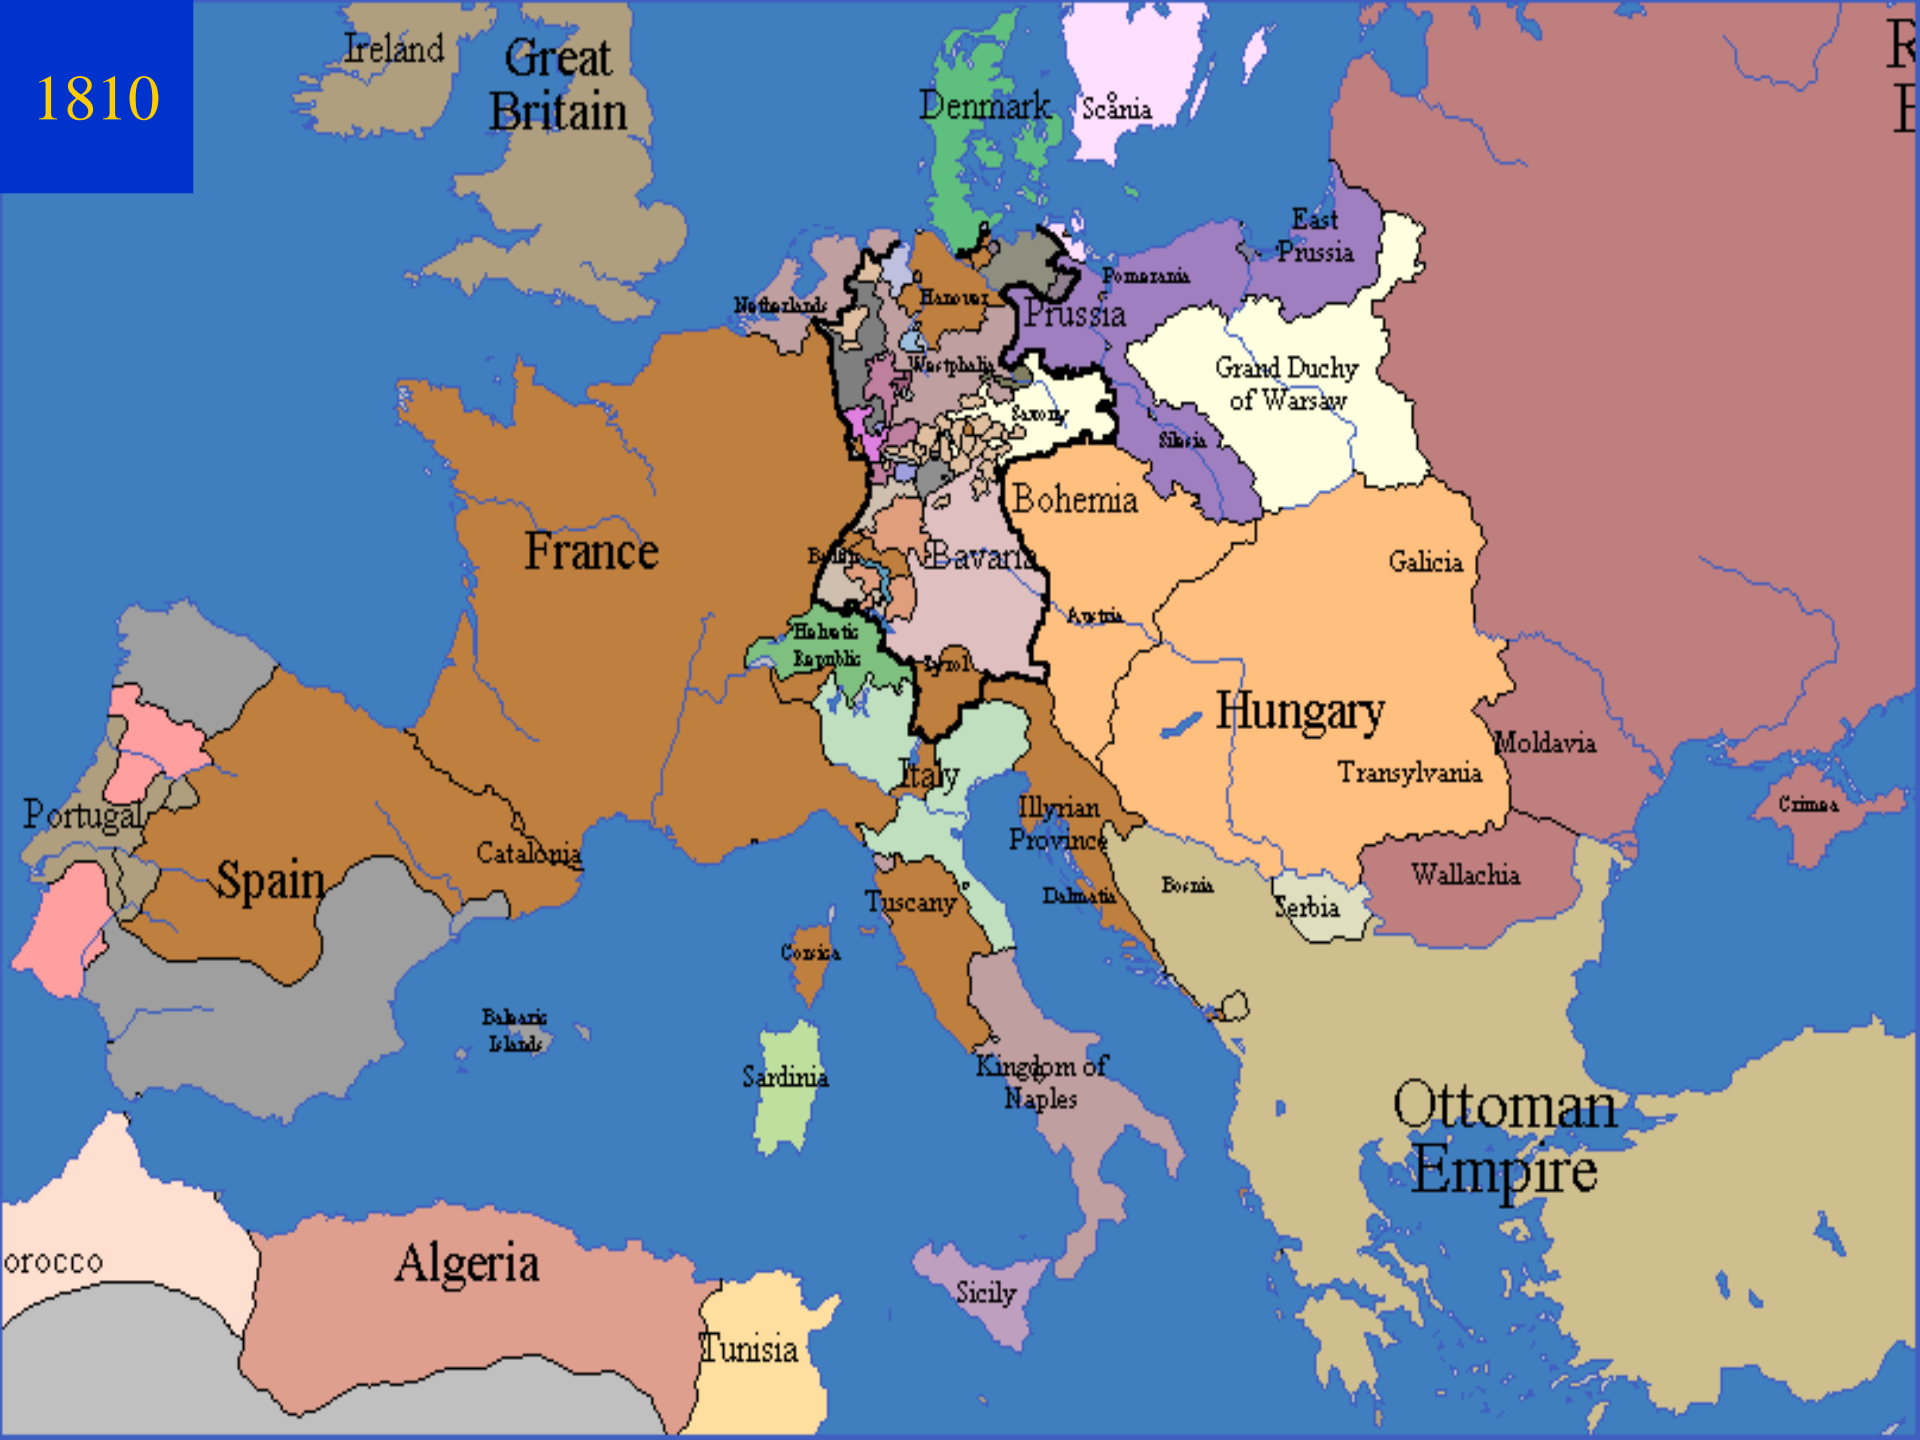 1810
Ireland
Great
Britain
Denmark
Scånia
R
E
East
Prussia
Pomerania
Netherlands
Hanover
Prussia
Westphalia
Grand Duchy
of Warsaw
Saxony
Silesia
Bohemia
France
Bavaria
Galicia
Austria
Helvetic
Republic
Tyrol
Hungary
Moldavia
Transylvania
Italy
Crimea
Portugal
Illyrian
Province
Catalonia
Spain
Wallachia
Bosnia
Dalmatia
Tuscany
Serbia
Corsica
Balearic
Islands
Sardinia
Kingdom of
Naples
Ottoman
Empire
orocco
Algeria
Sicily
Tunisia